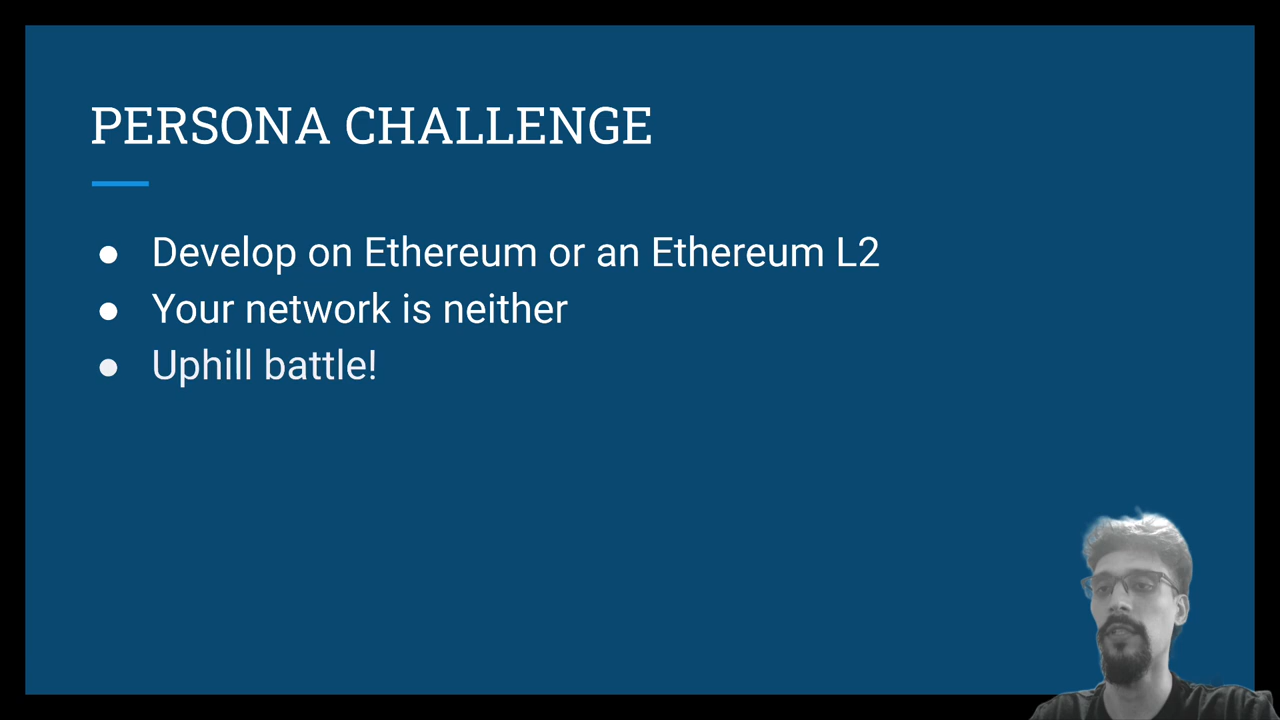 PERSONA CHALLENGE
● Develop on Ethereum or an Ethereum L2
● Your network is neither
● Uphill battle!